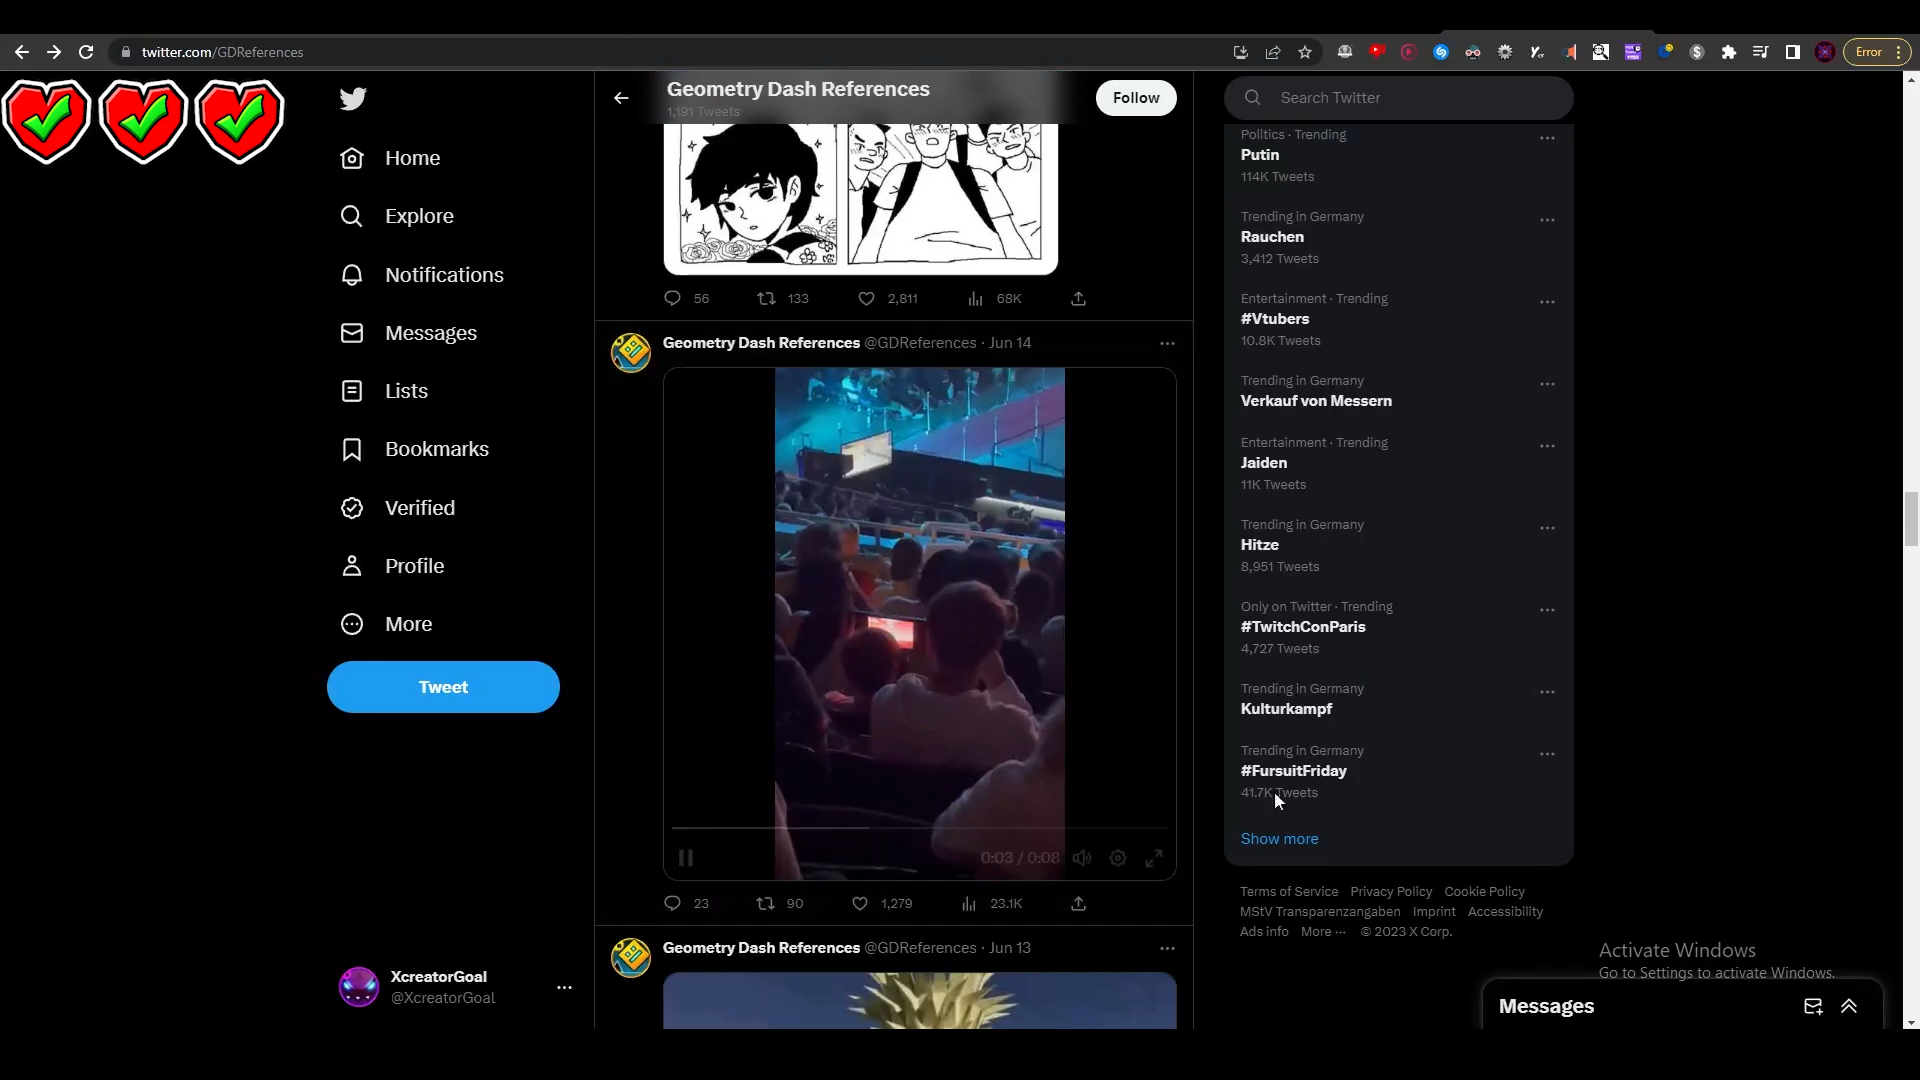 twitter.com/GDReferences
Error
Home
Explore
Notifications
Messages
Lists
Bookmarks
Verified
Profile
More
Tweet
XcreatorGoal
@XcreatorGoal
Geometry Dash References
1,191 Tweets
Follow
56 133 2,811 68K
Geometry Dash References @GDReferences · Jun 14
0:03 / 0:08
23 90 1,279 23.1K
Geometry Dash References @GDReferences · Jun 13
Search Twitter
Politics · Trending
Putin
114K Tweets
Trending in Germany
Rauchen
3,412 Tweets
Entertainment · Trending
#Vtubers
10.8K Tweets
Trending in Germany
Verkauf von Messern
Entertainment · Trending
Jaiden
11K Tweets
Trending in Germany
Hitze
8,951 Tweets
Only on Twitter · Trending
#TwitchConParis
4,727 Tweets
Trending in Germany
Kulturkampf
Trending in Germany
#FursuitFriday
41.7K Tweets
Show more
Terms of Service Privacy Policy Cookie Policy
MStV Transparenzangaben Imprint Accessibility
Ads info More ··· © 2023 X Corp.
Activate Windows
Go to Settings to activate Windows.
Messages